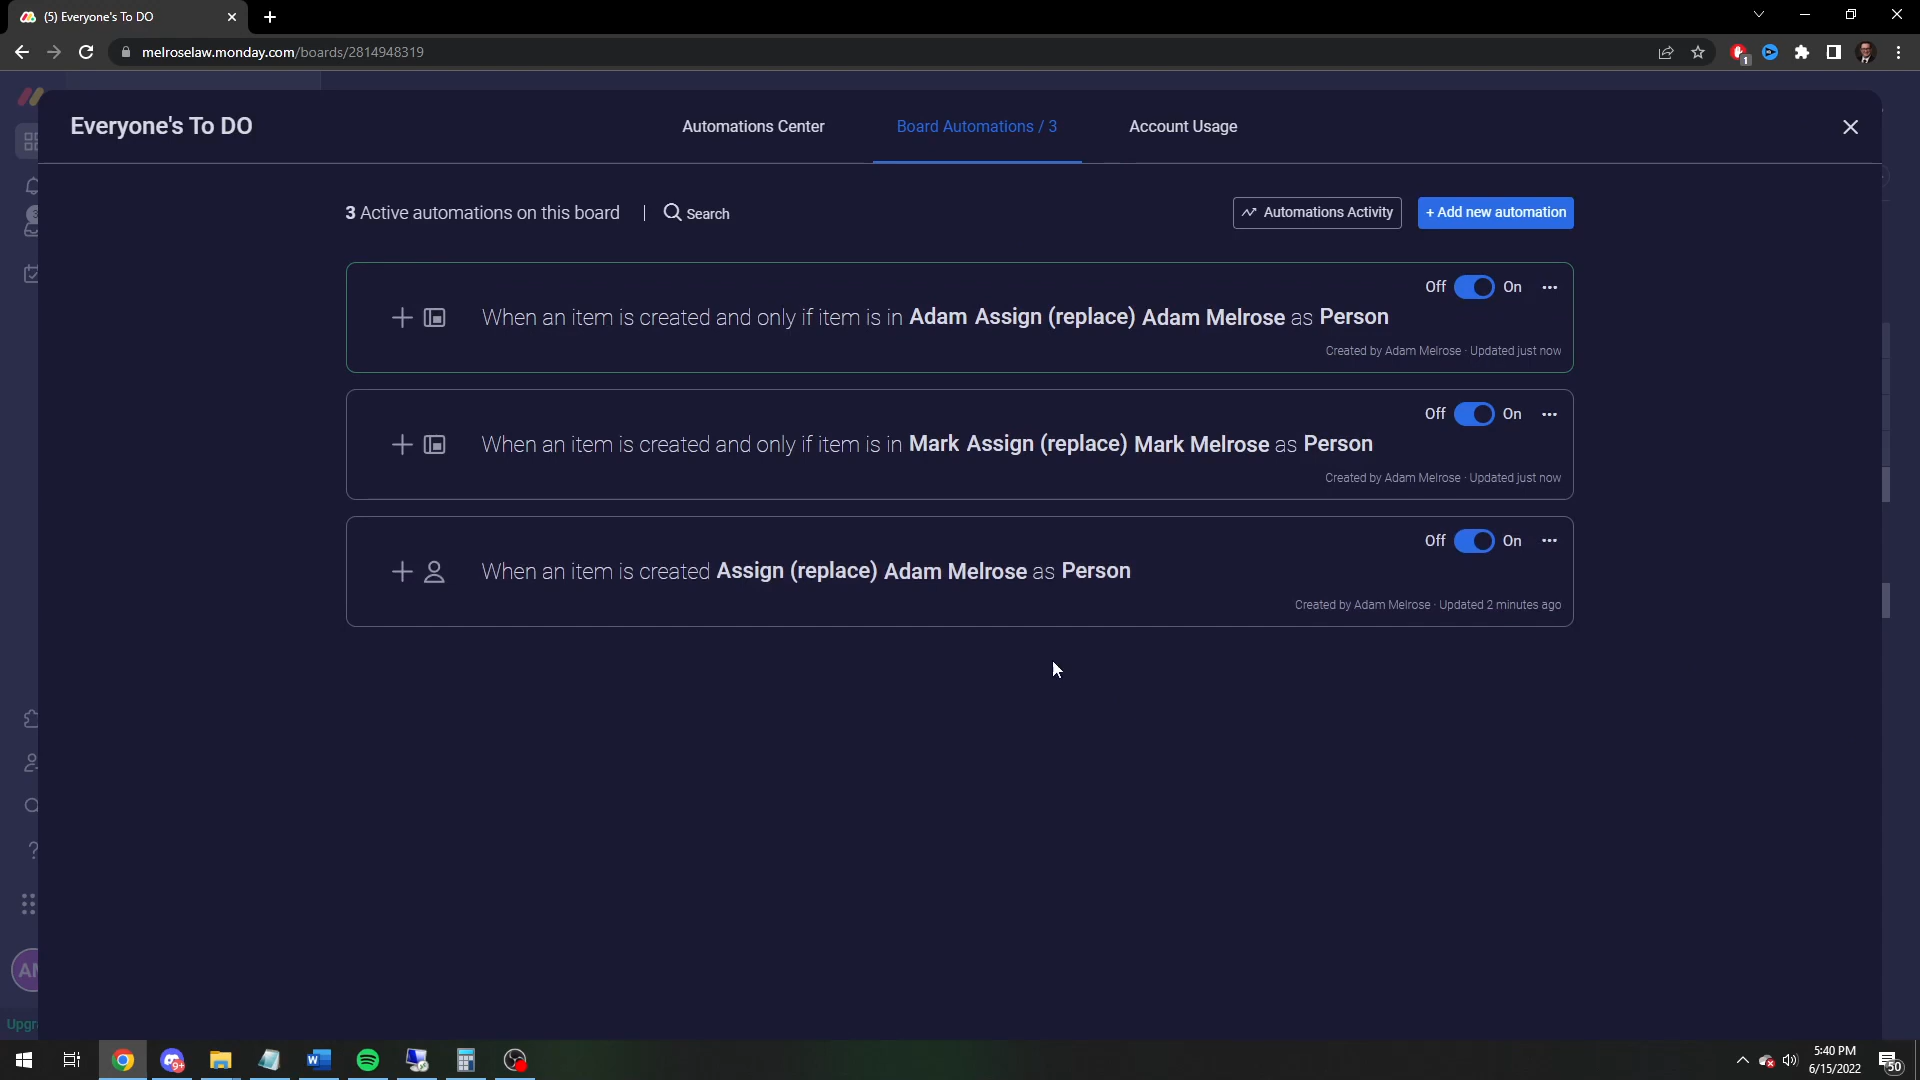 (5) Everyone's To DO
melroselaw.monday.com/boards/2814948319
1
Everyone's To DO
Automations Center
Board Automations / 3
Account Usage
3 Active automations on this board
Search
Automations Activity
+ Add new automation
Off On
When an item is created and only if item is in Adam Assign (replace) Adam Melrose as Person
Created by Adam Melrose · Updated just now
Off On
When an item is created and only if item is in Mark Assign (replace) Mark Melrose as Person
Created by Adam Melrose · Updated just now
Off On
When an item is created Assign (replace) Adam Melrose as Person
Created by Adam Melrose · Updated 2 minutes ago
?
Upgr
9+
5:40 PM
6/15/2022
50